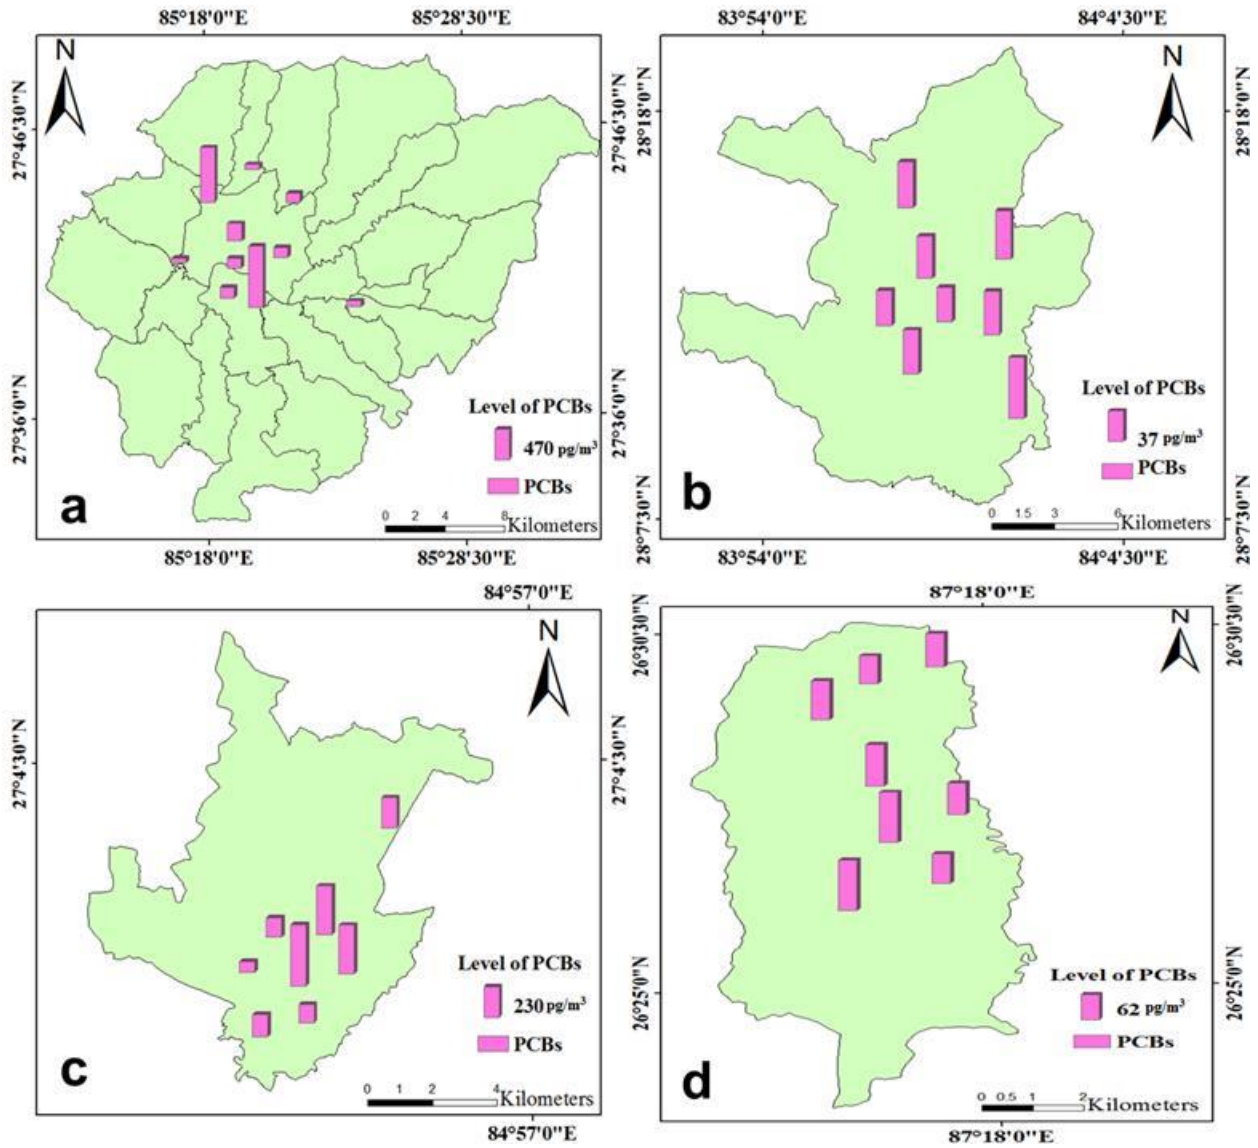 85°18'0"E 85°28'30"E
N
27°46'30"N 27°46'30"N
27°36'0"N 27°36'0"N
Level of PCBs
470 pg/m³
PCBs
a
0 2 4 8
Kilometers
85°18'0"E 85°28'30"E
83°54'0"E 84°4'30"E
N
28°18'0"N 28°18'0"N
Level of PCBs
37 pg/m³
PCBs
b
28°7'30"N 28°7'30"N
0 1.5 3 6
Kilometers
83°54'0"E 84°4'30"E
84°57'0"E
N
27°4'30"N 27°4'30"N
Level of PCBs
230 pg/m³
PCBs
c
0 1 2 4
Kilometers
84°57'0"E
87°18'0"E
N
26°30'30"N 26°30'30"N
26°25'0"N 26°25'0"N
Level of PCBs
62 pg/m³
PCBs
d
0 0.5 1 2
Kilometers
87°18'0"E